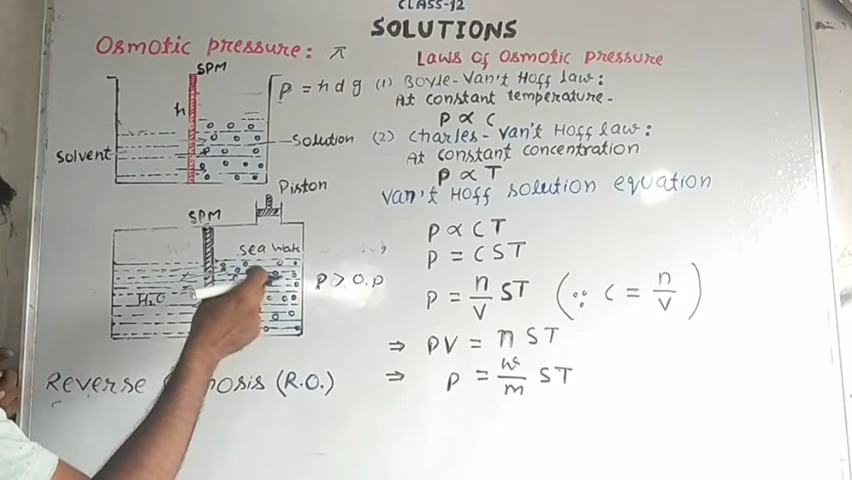 CLASS-12
SOLUTIONS
Osmotic pressure: π
SPM
h
P = h d g
Solvent
Solution
Piston
SPM
sea wate
H₂O
P > O.P
Reverse osis (R.O.)
Laws of Osmotic pressure
(1) Boyle-Van't Hoff law:
At constant temperature-
P ∝ C
(2) Charles-Van't Hoff law:
At constant concentration
P ∝ T
Van't Hoff solution equation
P ∝ CT
P = CST
P = n/V ST (∵ C = n/V)
⇒ PV = n ST
⇒ P = w/m ST